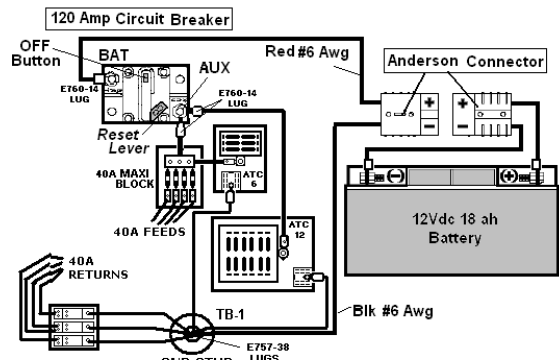 120 Amp Circuit Breaker
OFF
Button
BAT
AUX
Red #6 Awg
Anderson Connector
E760-14
LUG
E760-14
LUG
Reset
Lever
+
−
+
−
40A MAXI
BLOCK
ATC
6
40A FEEDS
ATC
12
(−)
(+)
12Vdc 18 ah
Battery
40A
RETURNS
TB-1
Blk #6 Awg
E757-38
LUGS
GND STUD